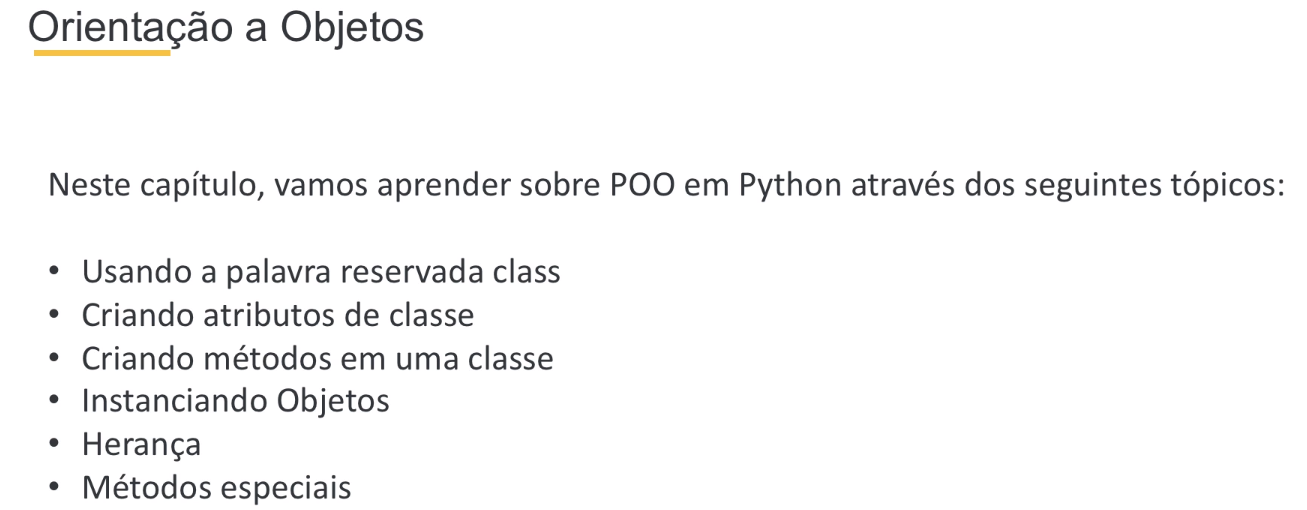 Orientação a Objetos
Neste capítulo, vamos aprender sobre POO em Python através dos seguintes tópicos:
• Usando a palavra reservada class
• Criando atributos de classe
• Criando métodos em uma classe
• Instanciando Objetos
• Herança
• Métodos especiais